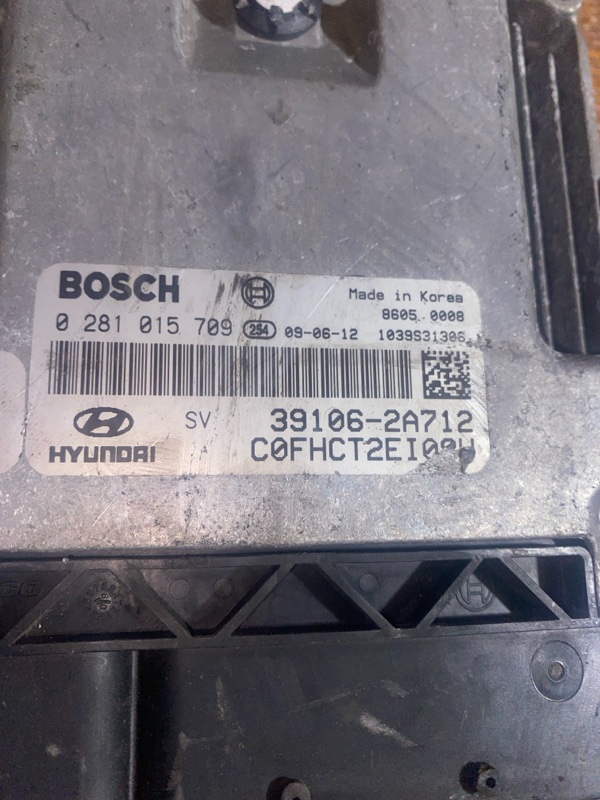 BOSCH
Made in Korea
8605 0008
0 281 015 709 254 09-06-12 1039S31306
SV 39106-2A712
HYUNDAI